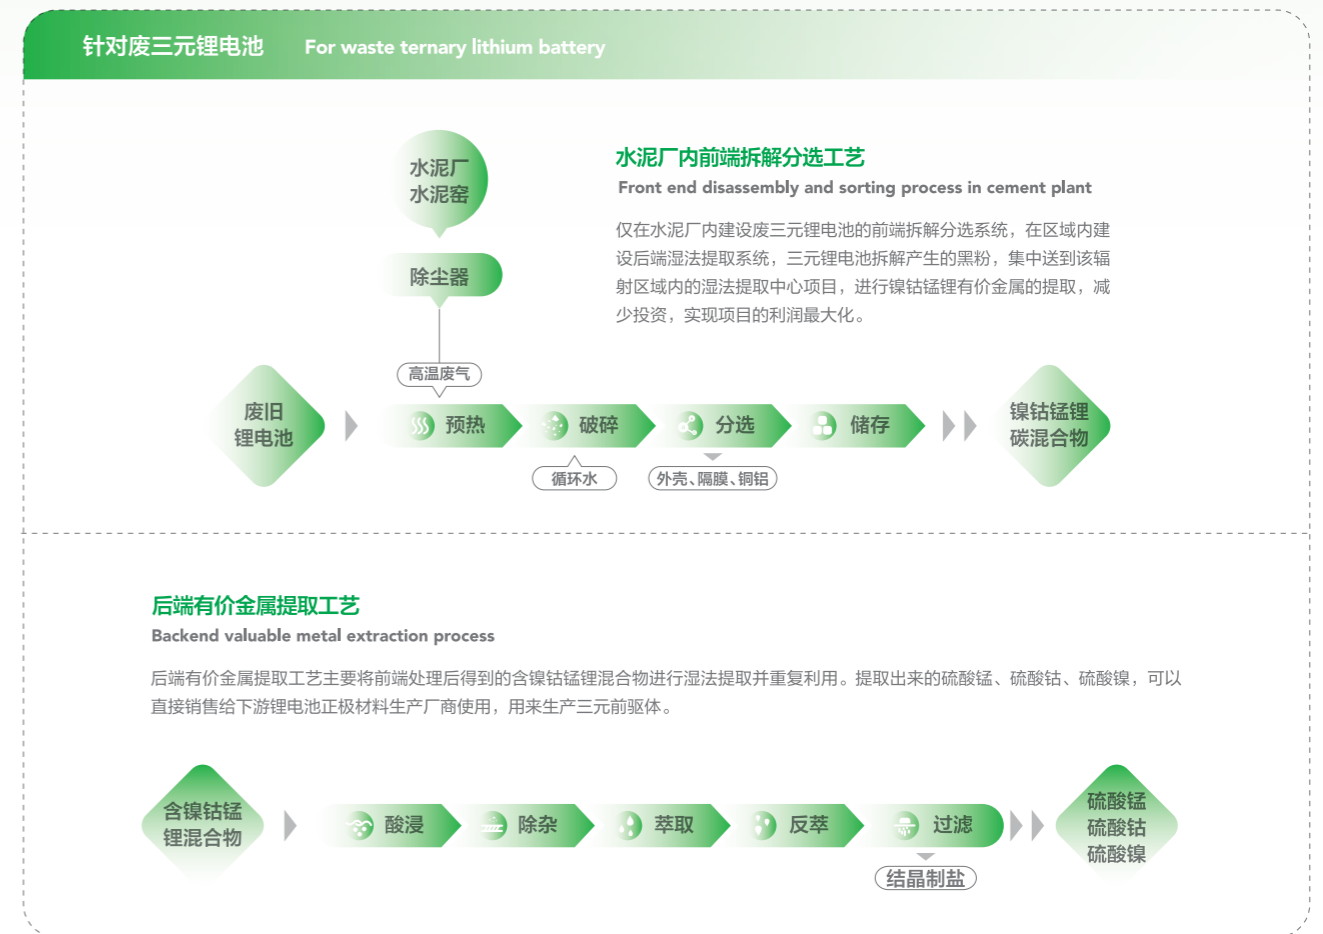 针对废三元锂电池 For waste ternary lithium battery
水泥厂
水泥窑
除尘器
高温废气
水泥厂内前端拆解分选工艺
Front end disassembly and sorting process in cement plant
仅在水泥厂内建设废三元锂电池的前端拆解分选系统，在区域内建
设后端湿法提取系统，三元锂电池拆解产生的黑粉，集中送到该辐
射区域内的湿法提取中心项目，进行镍钴锰锂有价金属的提取，减
少投资，实现项目的利润最大化。
废旧
锂电池
预热 破碎 分选 储存
循环水
外壳、隔膜、铜铝
镍钴锰锂
碳混合物
后端有价金属提取工艺
Backend valuable metal extraction process
后端有价金属提取工艺主要将前端处理后得到的含镍钴锰锂混合物进行湿法提取并重复利用。提取出来的硫酸锰、硫酸钴、硫酸镍，可以
直接销售给下游锂电池正极材料生产厂商使用，用来生产三元前驱体。
含镍钴锰
锂混合物
酸浸 除杂 萃取 反萃 过滤
结晶制盐
硫酸锰
硫酸钴
硫酸镍